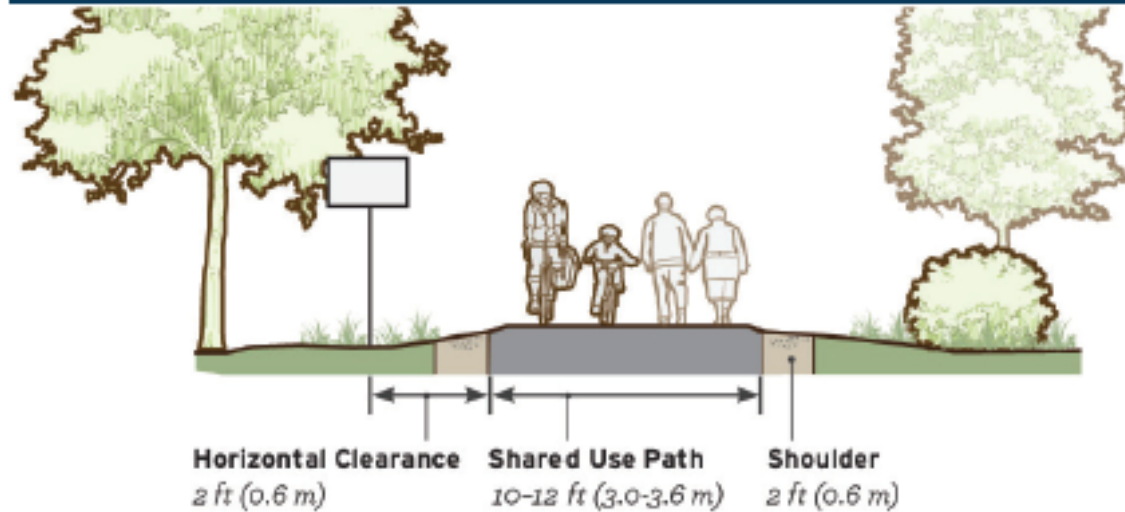 Horizontal Clearance
2 ft (0.6 m)
Shared Use Path
10-12 ft (3.0-3.6 m)
Shoulder
2 ft (0.6 m)